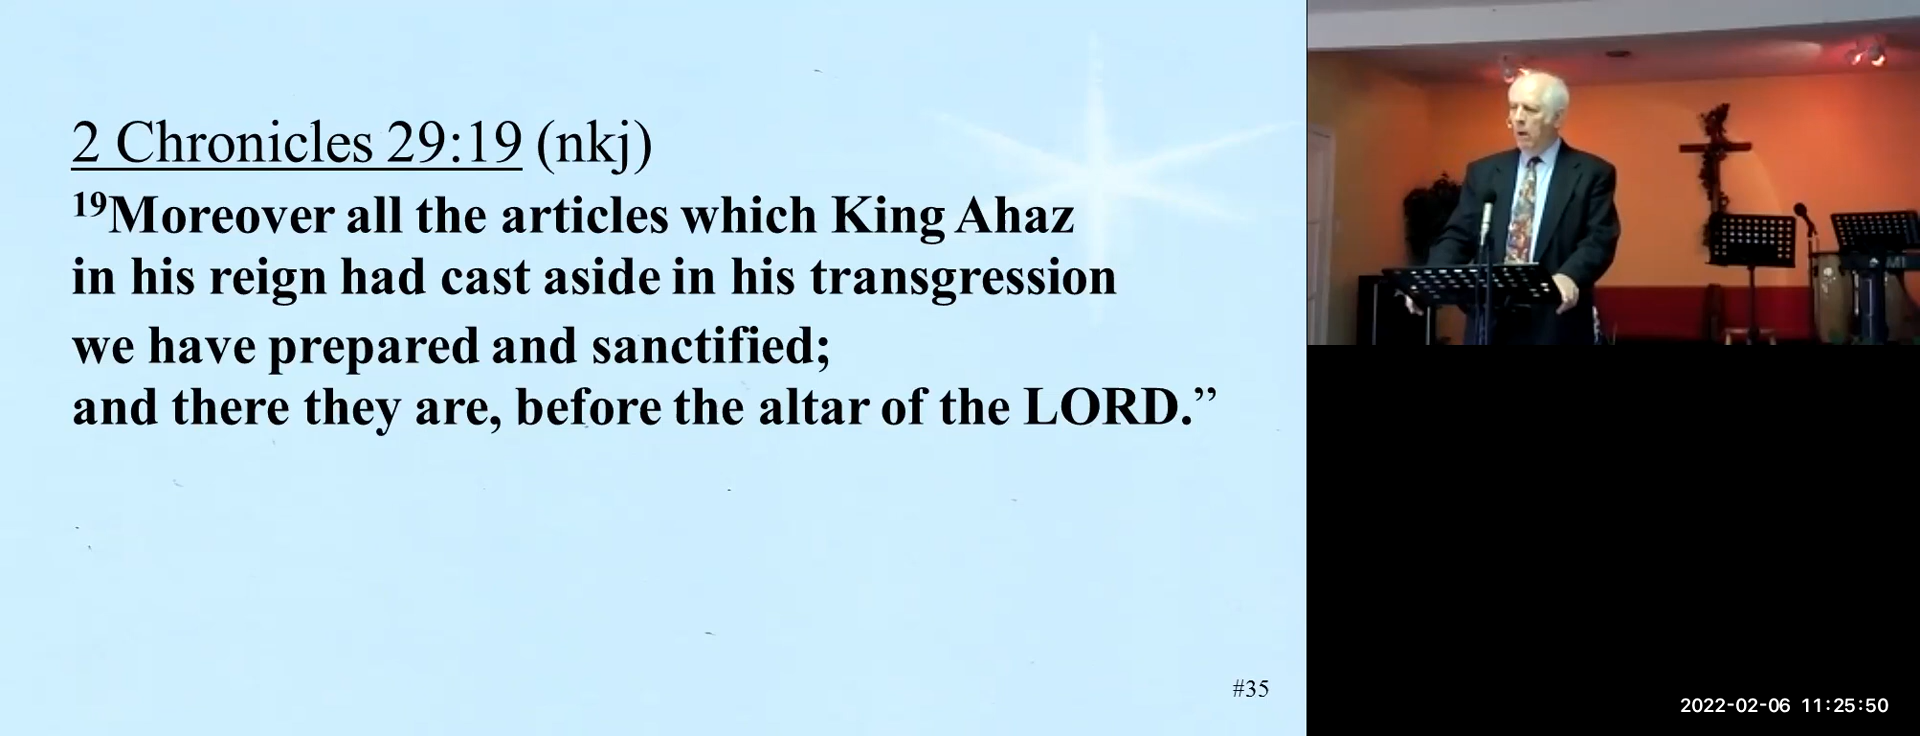 2 Chronicles 29:19 (nkj)
19Moreover all the articles which King Ahaz
in his reign had cast aside in his transgression
we have prepared and sanctified;
and there they are, before the altar of the LORD.”
#35
2022-02-06 11:25:50